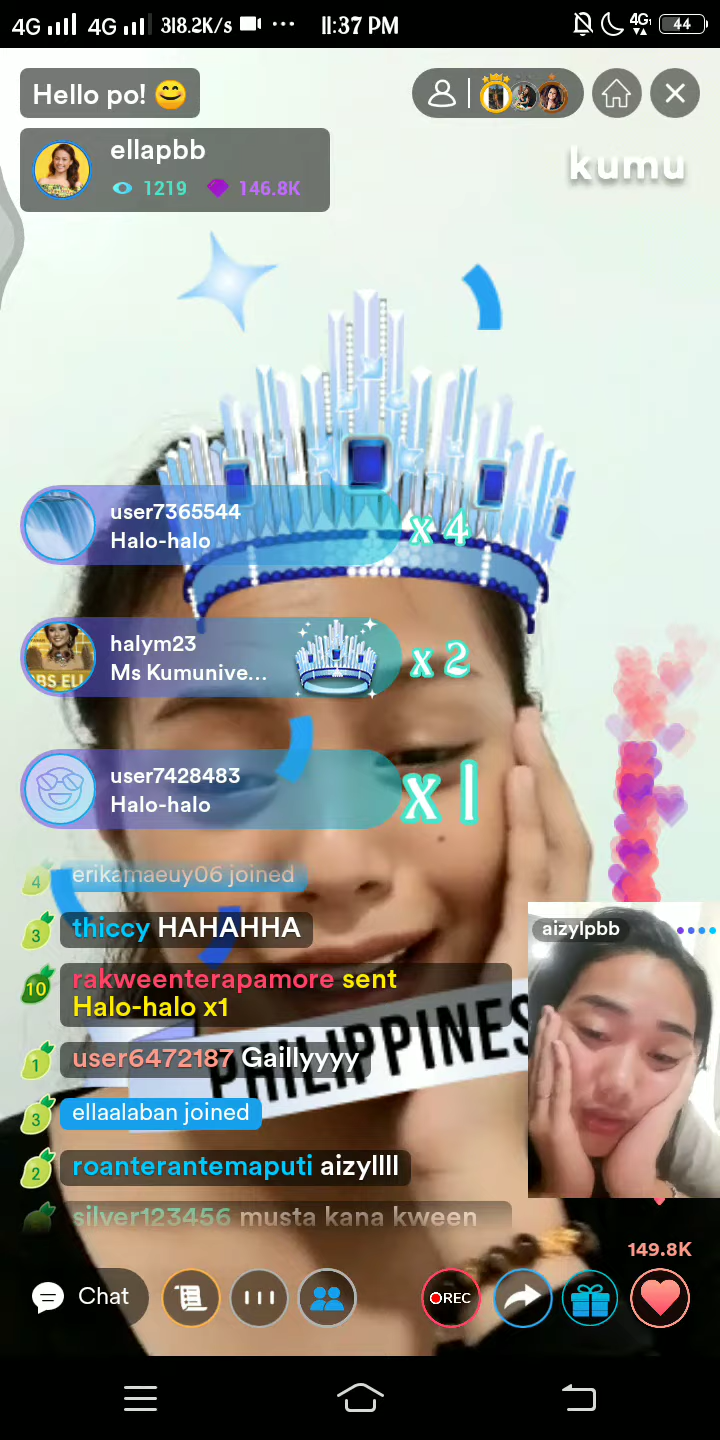 4G 4G 318.2K/s ... 11:37 PM 4G 44
Hello po! 😊
ellapbb
1219 146.8K
kumu
user7365544
Halo-halo
x 4
halym23
Ms Kumunive...
x 2
BS ELL
user7428483
Halo-halo
x 1
4 erikamaeuy06 joined
3 thiccy HAHAHHA
10 rakweenterapamore sent
Halo-halo x1
PHILIPPINES
aizylpbb
1 user6472187 Gaillyyyy
3 ellaalaban joined
2 roanterantemaputi aizyllll
silver123456 musta kana kween
149.8K
Chat REC